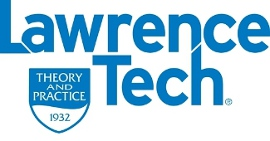 Lawrence
Tech®
THEORY
AND
PRACTICE
1932